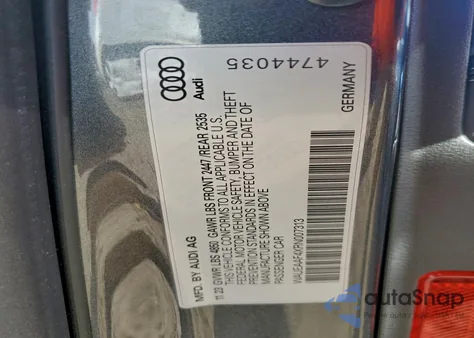 MFD. BY AUDI AG
11 23 GVWR LBS 4850 GAWR LBS FRONT 2447 / REAR 2535
THIS VEHICLE CONFORMS TO ALL APPLICABLE U.S.
FEDERAL MOTOR VEHICLE SAFETY, BUMPER AND THEFT
PREVENTION STANDARDS IN EFFECT ON THE DATE OF
MANUFACTURE SHOWN ABOVE
PASSENGER CAR
WAUEAAF4XRN007313
Audi
4744035
GERMANY
autoSnap